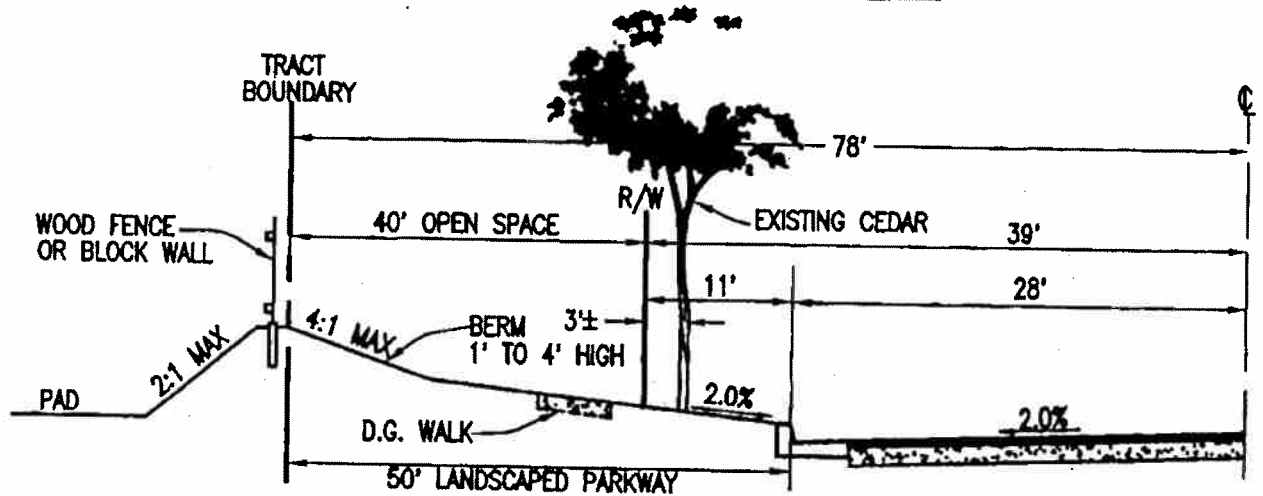 TRACT
BOUNDARY
℄
78'
R/W
WOOD FENCE
OR BLOCK WALL
40' OPEN SPACE
EXISTING CEDAR
39'
11'
28'
4:1 MAX
BERM
1' TO 4' HIGH
3'±
2:1 MAX
PAD
2.0%
2.0%
D.G. WALK
50' LANDSCAPED PARKWAY